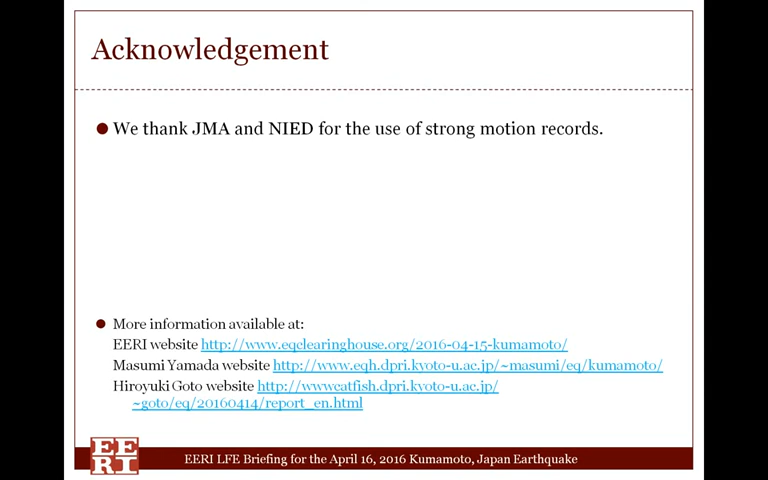 Acknowledgement
We thank JMA and NIED for the use of strong motion records.
More information available at:
EERI website http://www.eqclearinghouse.org/2016-04-15-kumamoto/
Masumi Yamada website http://www.eqh.dpri.kyoto-u.ac.jp/~masumi/eq/kumamoto/
Hiroyuki Goto website http://wwwcatfish.dpri.kyoto-u.ac.jp/
~goto/eq/20160414/report_en.html
EE
RI
EERI LFE Briefing for the April 16, 2016 Kumamoto, Japan Earthquake